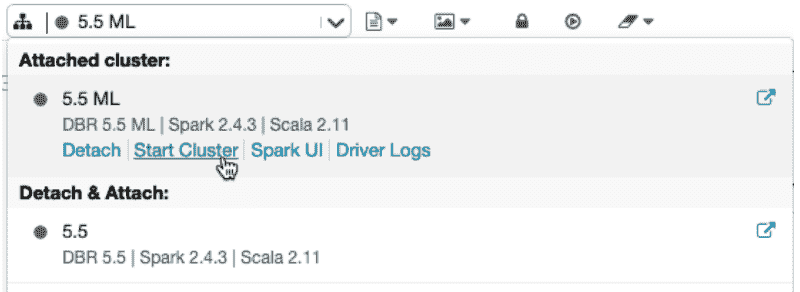 5.5 ML
Attached cluster:
5.5 ML
DBR 5.5 ML | Spark 2.4.3 | Scala 2.11
Detach | Start Cluster | Spark UI | Driver Logs
Detach & Attach:
5.5
DBR 5.5 | Spark 2.4.3 | Scala 2.11